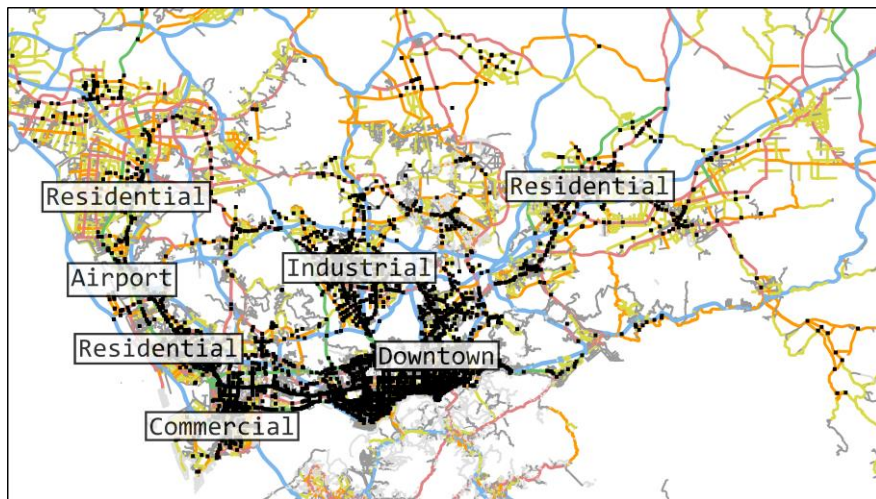 Residential
Residential
Airport
Industrial
Residential
Downtown
Commercial